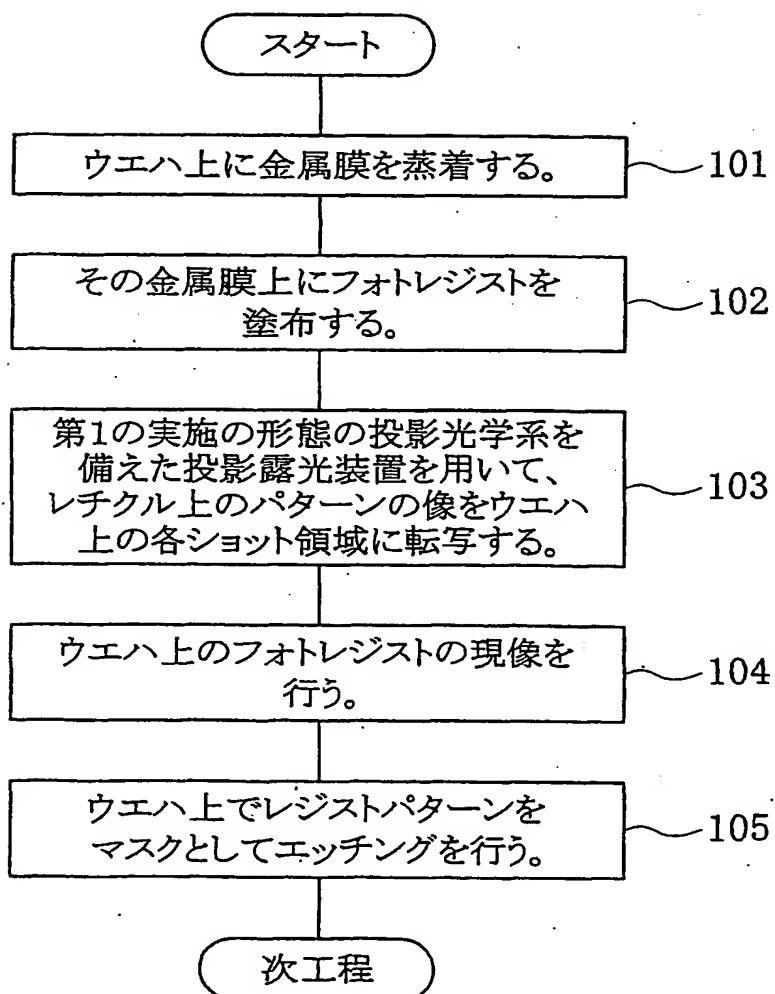 スタート
ウエハ上に金属膜を蒸着する。
101
その金属膜上にフォトレジストを
塗布する。
102
第1の実施の形態の投影光学系を
備えた投影露光装置を用いて、
レチクル上のパターンの像をウエハ
上の各ショット領域に転写する。
103
ウエハ上のフォトレジストの現像を
行う。
104
ウエハ上でレジストパターンを
マスクとしてエッチングを行う。
105
次工程